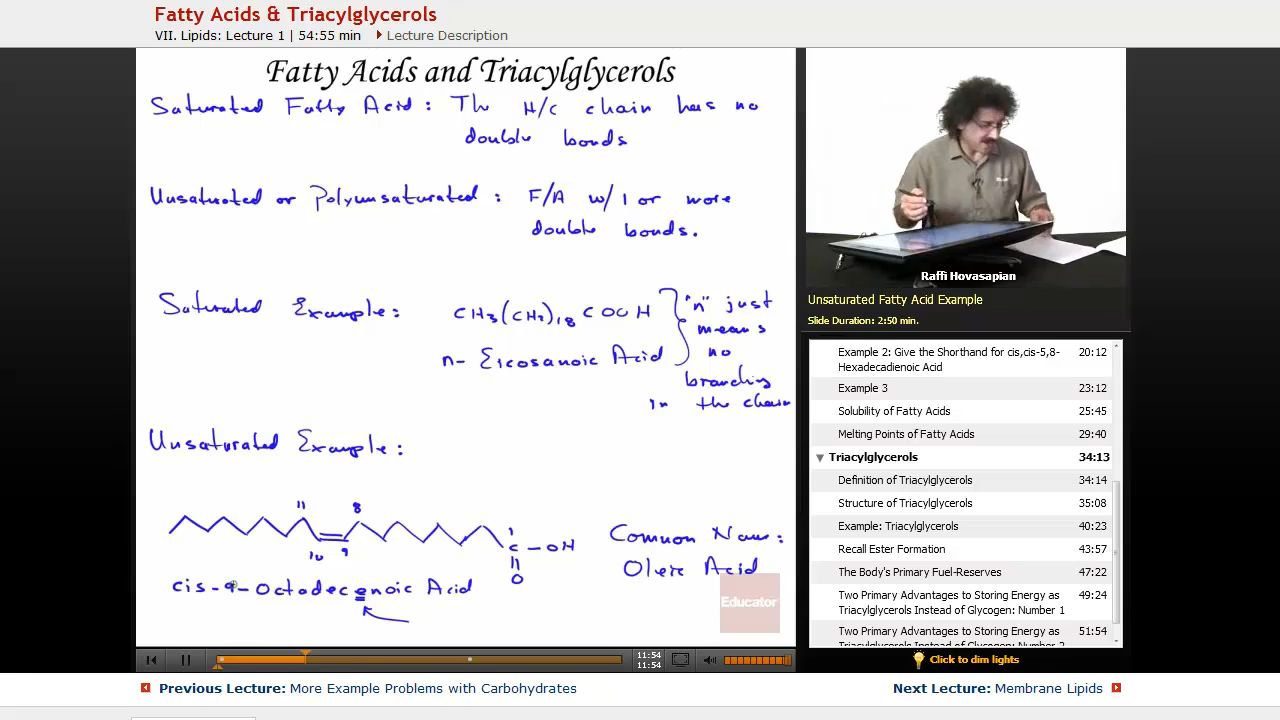 Fatty Acids & Triacylglycerols
VII. Lipids: Lecture 1 | 54:55 min
Lecture Description
Fatty Acids and Triacylglycerols
Saturated Fatty Acid: The H/C chain has no
double bonds
Unsaturated or Polyunsaturated: F/A w/ 1 or more
double bonds.
Saturated Example: CH3(CH2)18COOH
n-Eicosanoic Acid
"n" just
means
no
branching
in the chain
Unsaturated Example:
11
8
10
9
1
C-OH
O
cis-9-Octadecenoic Acid
Common Name:
Oleic Acid
Educator
Raffi Hovasapian
Unsaturated Fatty Acid Example
Slide Duration: 2:50 min.
Example 2: Give the Shorthand for cis,cis-5,8-
Hexadecadienoic Acid 20:12
Example 3 23:12
Solubility of Fatty Acids 25:45
Melting Points of Fatty Acids 29:40
Triacylglycerols 34:13
Definition of Triacylglycerols 34:14
Structure of Triacylglycerols 35:08
Example: Triacylglycerols 40:23
Recall Ester Formation 43:57
The Body's Primary Fuel-Reserves 47:22
Two Primary Advantages to Storing Energy as
Triacylglycerols Instead of Glycogen: Number 1 49:24
Two Primary Advantages to Storing Energy as 51:54
Triacylglycerols Instead of Glycogen: Number 2
11:54
11:54
Click to dim lights
Previous Lecture: More Example Problems with Carbohydrates
Next Lecture: Membrane Lipids